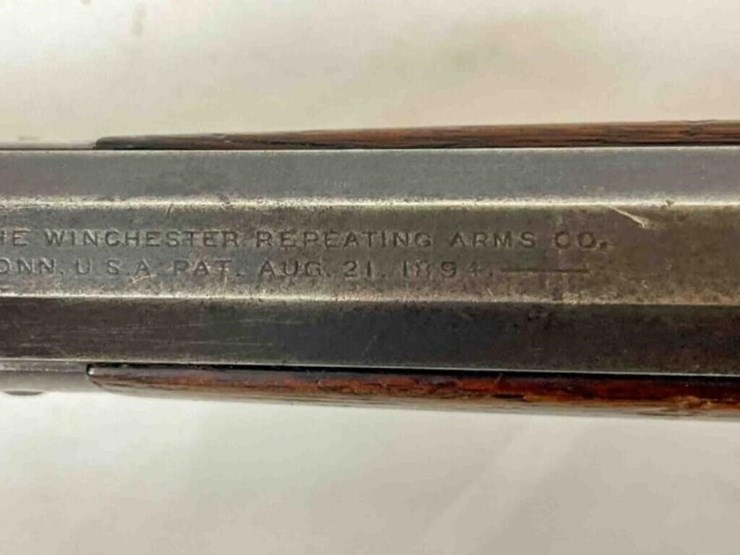 HE WINCHESTER REPEATING ARMS CO.
ONN. U.S.A. PAT. AUG. 21. 1894.